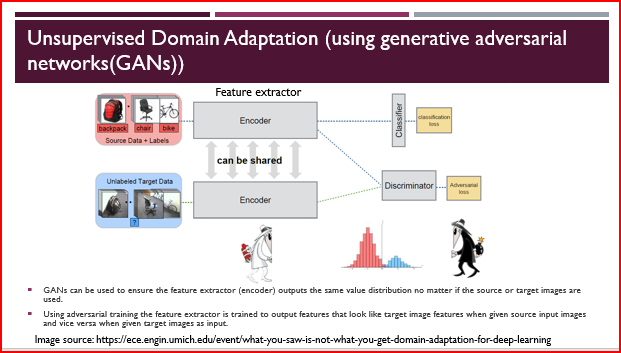 Unsupervised Domain Adaptation (using generative adversarial
networks(GANs))
Feature extractor
backpack
chair
bike
Source Data + Labels
Encoder
Classifier
classification
loss
can be shared
Unlabeled Target Data
?
Encoder
Discriminator
Adversarial
loss
GANs can be used to ensure the feature extractor (encoder) outputs the same value distribution no matter if the source or target images are
used.
Using adversarial training the feature extractor is trained to output features that look like target image features when given source input images
and vice versa when given target images as input.
Image source: https://ece.engin.umich.edu/event/what-you-saw-is-not-what-you-get-domain-adaptation-for-deep-learning